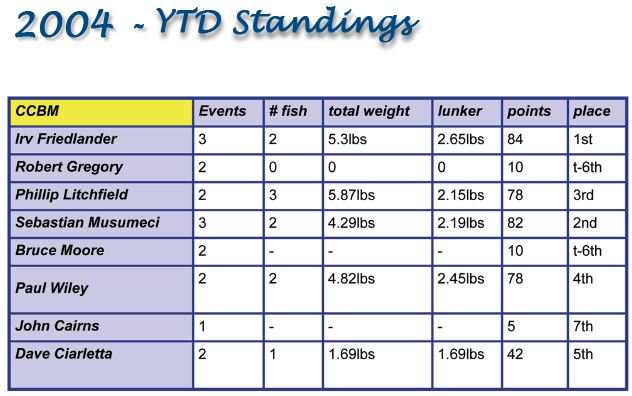 2004 - YTD Standings
CCBM Events # fish total weight lunker points place
Irv Friedlander 3 2 5.3lbs 2.65lbs 84 1st
Robert Gregory 2 0 0 0 10 t-6th
Phillip Litchfield 2 3 5.87lbs 2.15lbs 78 3rd
Sebastian Musumeci 3 2 4.29lbs 2.19lbs 82 2nd
Bruce Moore 2 - - - 10 t-6th
Paul Wiley 2 2 4.82lbs 2.45lbs 78 4th
John Cairns 1 - - - 5 7th
Dave Ciarletta 2 1 1.69lbs 1.69lbs 42 5th